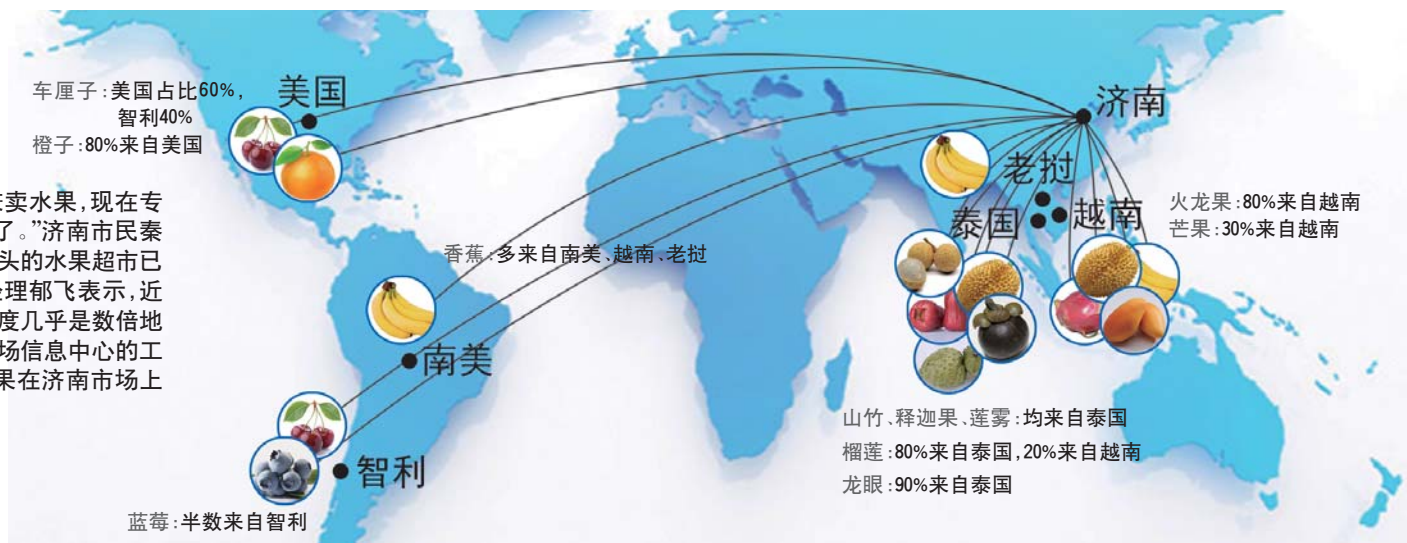 车厘子:美国占比60%,
智利40%
橙子:80%来自美国
美国
济南
老挝
泰国
越南
火龙果:80%来自越南
芒果:30%来自越南
卖水果,现在专
了。”济南市民秦
头的水果超市已
理郁飞表示,近
度几乎是数倍地
场信息中心的工
果在济南市场上
香蕉:多来自南美、越南、老挝
南美
智利
蓝莓:半数来自智利
山竹、释迦果、莲雾:均来自泰国
榴莲:80%来自泰国,20%来自越南
龙眼:90%来自泰国